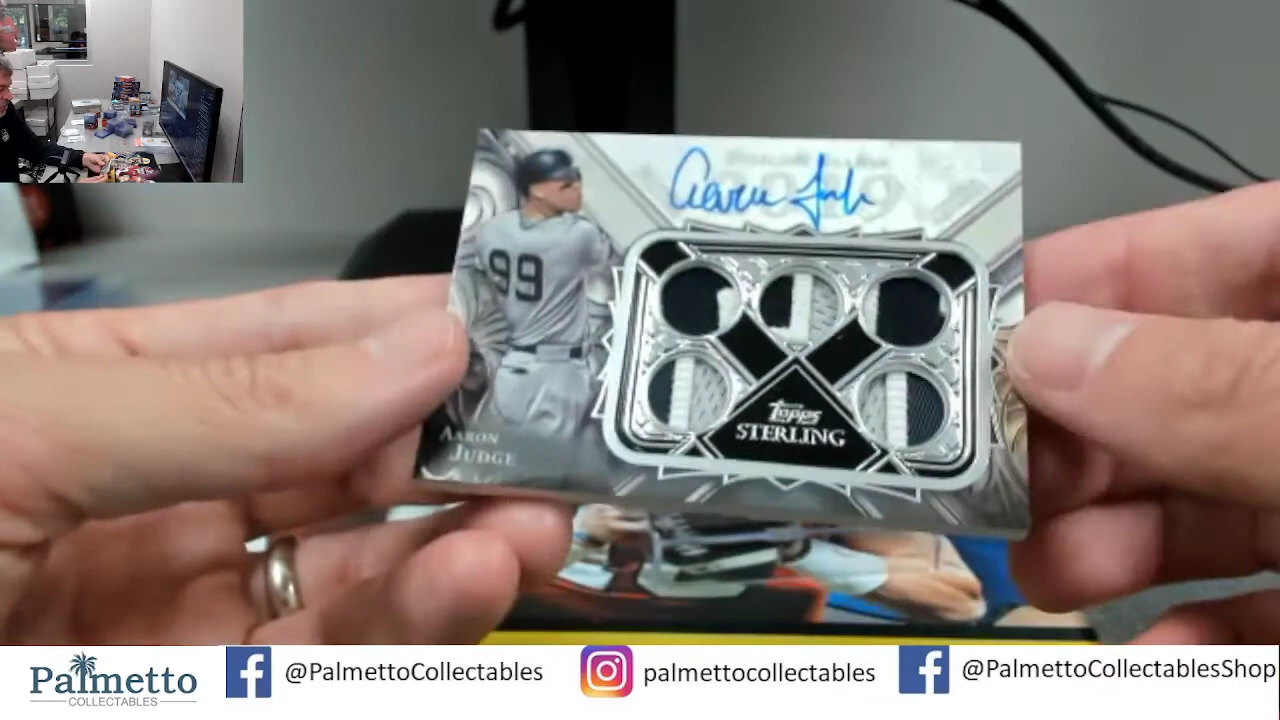 Aaron Judge
99
Topps
STERLING
AARON
JUDGE
Palmetto
COLLECTABLES
@PalmettoCollectables
palmettocollectables
@PalmettoCollectablesShop